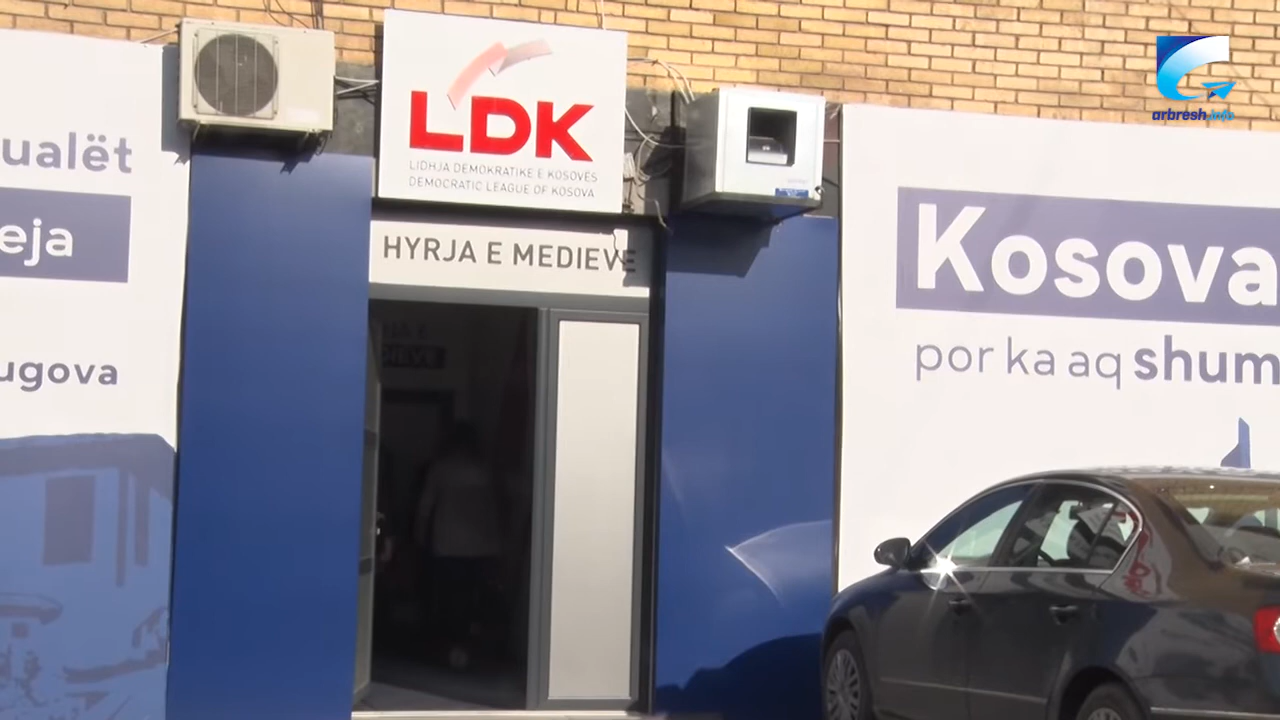 arbresh.info
LDK
LIDHJA DEMOKRATIKE E KOSOVËS
DEMOCRATIC LEAGUE OF KOSOVA
HYRJA E MEDIEVE
ualët
eja
ugova
Kosova
por ka aq shum